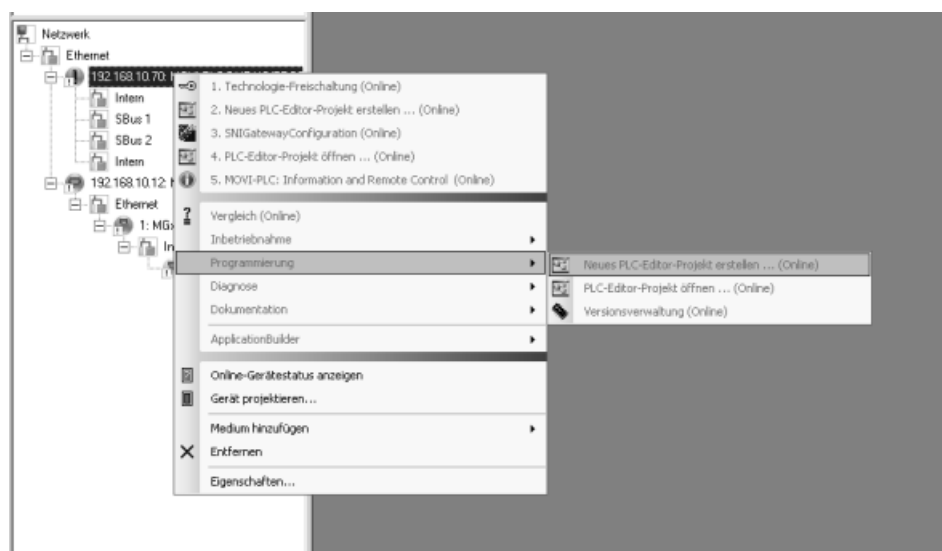 Netzwerk
Ethernet
192.168.10.70:
Intern
SBus 1
SBus 2
Intern
192.168.10.12:
Ethernet
1: MGx
In
1. Technologie-Freischaltung (Online)
2. Neues PLC-Editor-Projekt erstellen ... (Online)
3. SNIGatewayConfiguration (Online)
4. PLC-Editor-Projekt öffnen ... (Online)
5. MOVI-PLC: Information and Remote Control (Online)
Vergleich (Online)
Inbetriebnahme
Programmierung
Diagnose
Dokumentation
ApplicationBuilder
Online-Gerätestatus anzeigen
Gerät projektieren...
Medium hinzufügen
Entfernen
Eigenschaften...
Neues PLC-Editor-Projekt erstellen ... (Online)
PLC-Editor-Projekt öffnen ... (Online)
Versionsverwaltung (Online)